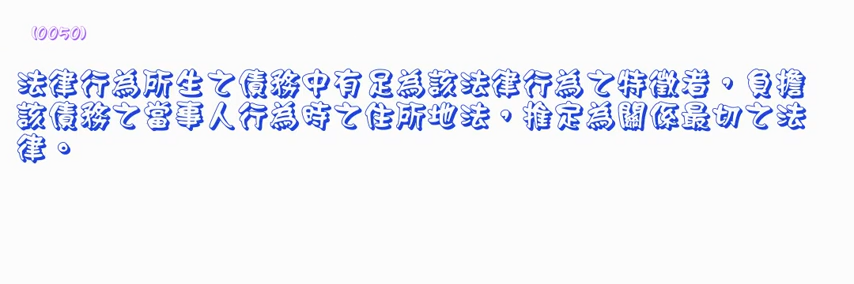 (0050)
法律行為所生之債務中有足為該法律行為之特徵者，負擔
該債務之當事人行為時之住所地法，推定為關係最切之法
律。